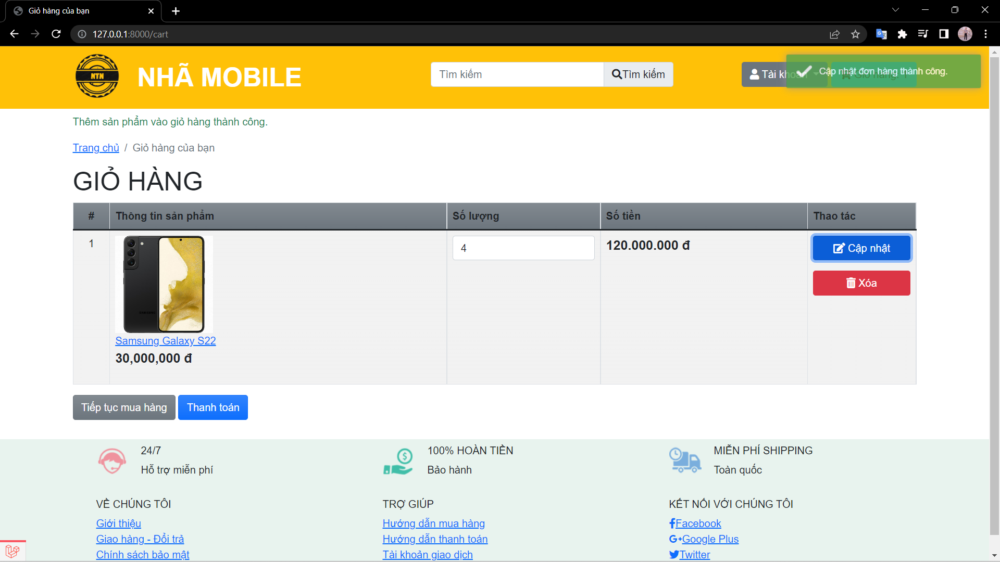 Giỏ hàng của bạn
127.0.0.1:8000/cart
NTN
NHÃ MOBILE
Tìm kiếm
Tìm kiếm
Tài khoản
Giỏ hàng: 1
Cập nhật đơn hàng thành công.
Thêm sản phẩm vào giỏ hàng thành công.
Trang chủ / Giỏ hàng của bạn
GIỎ HÀNG
# Thông tin sản phẩm Số lượng Số tiền Thao tác
1
4
120.000.000 đ
Cập nhật
Xóa
SAMSUNG
Samsung Galaxy S22
30,000,000 đ
Tiếp tục mua hàng
Thanh toán
24/7
Hỗ trợ miễn phí
100% HOÀN TIỀN
Bảo hành
MIỄN PHÍ SHIPPING
Toàn quốc
VỀ CHÚNG TÔI
Giới thiệu
Giao hàng - Đổi trả
Chính sách bảo mật
TRỢ GIÚP
Hướng dẫn mua hàng
Hướng dẫn thanh toán
Tài khoản giao dịch
KẾT NỐI VỚI CHÚNG TÔI
Facebook
G+Google Plus
Twitter